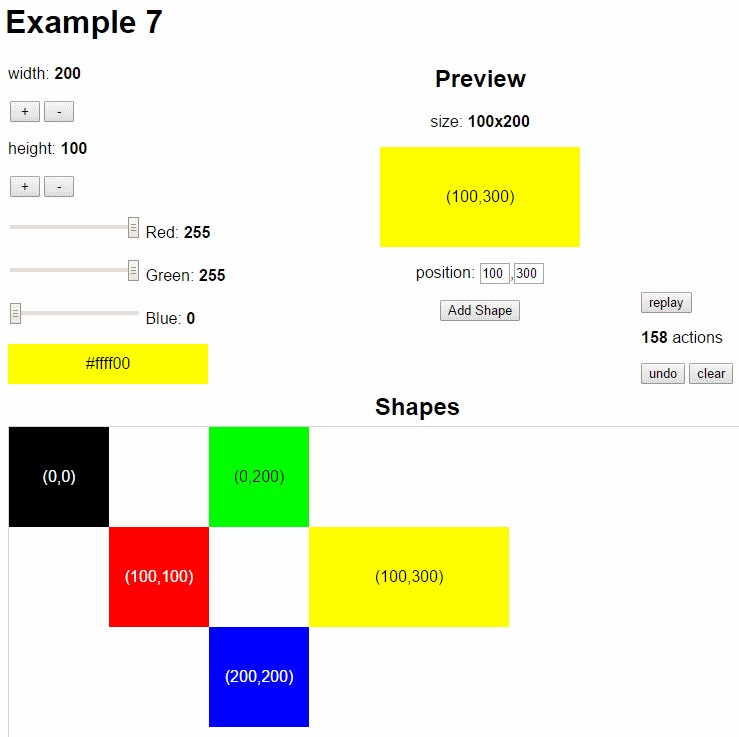 Example 7
width: 200
+ -
height: 100
+ -
Red: 255
Green: 255
Blue: 0
#ffff00
Preview
size: 100x200
(100,300)
position: 100,300
Add Shape
replay
158 actions
undo clear
Shapes
(0,0) (0,200)
(100,100) (100,300)
(200,200)